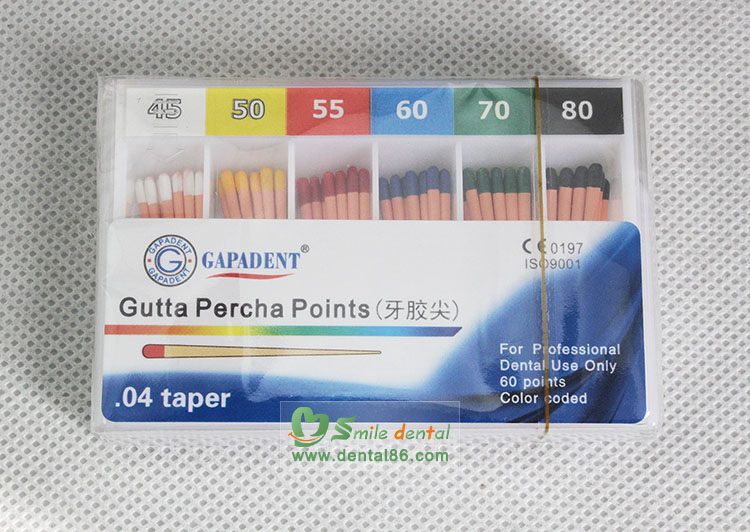 45 50 55 60 70 80
GAPADENT
G
GAPADENT
GAPADENT®
CE 0197
ISO9001
Gutta Percha Points(牙胶尖)
For Professional
Dental Use Only
60 points
Color coded
.04 taper
Smile dental
www.dental86.com